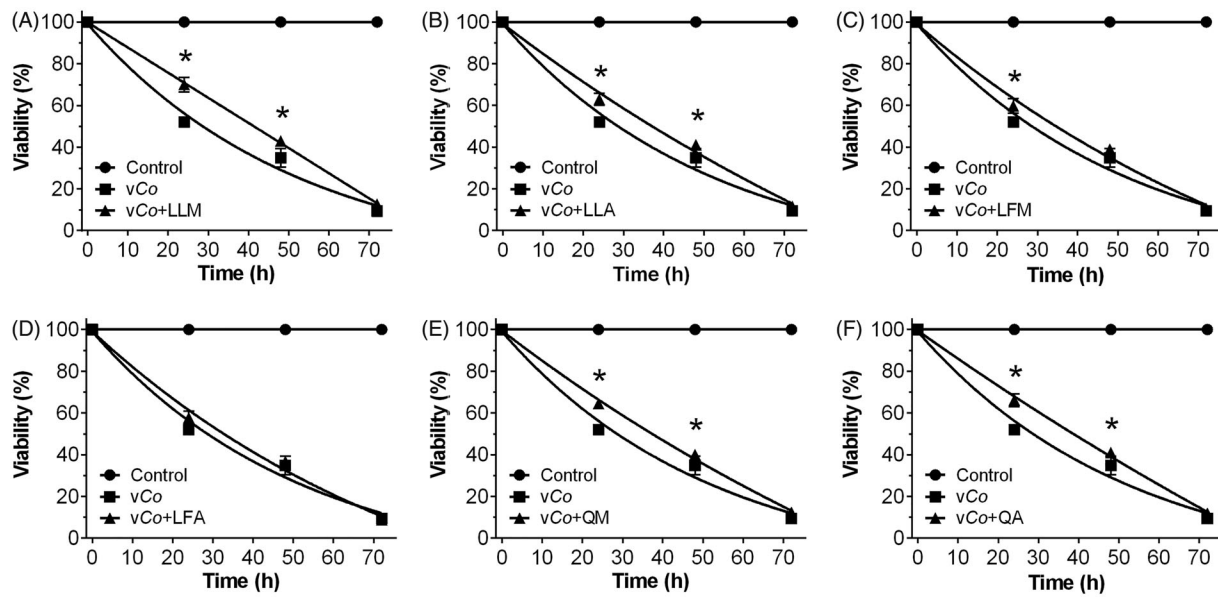 (A)
Viability (%)
100
80
60
40
20
0
*
*
Control
vCo
vCo+LLM
0 10 20 30 40 50 60 70
Time (h)
(B)
Viability (%)
100
80
60
40
20
0
*
*
Control
vCo
vCo+LLA
0 10 20 30 40 50 60 70
Time (h)
(C)
Viability (%)
100
80
60
40
20
0
*
Control
vCo
vCo+LFM
0 10 20 30 40 50 60 70
Time (h)
(D)
Viability (%)
100
80
60
40
20
0
Control
vCo
vCo+LFA
0 10 20 30 40 50 60 70
Time (h)
(E)
Viability (%)
100
80
60
40
20
0
*
*
Control
vCo
vCo+QM
0 10 20 30 40 50 60 70
Time (h)
(F)
Viability (%)
100
80
60
40
20
0
*
*
Control
vCo
vCo+QA
0 10 20 30 40 50 60 70
Time (h)